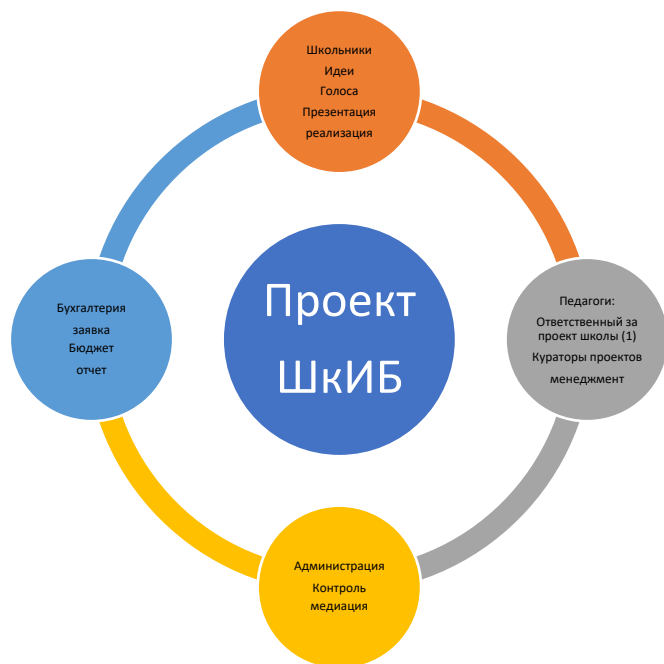 Школьники
Идеи
Голоса
Презентация
реализация
Проект
ШкИБ
Бухгалтерия
заявка
Бюджет
отчет
Педагоги:
Ответственный за
проект школы (1)
Кураторы проектов
менеджмент
Администрация
Контроль
медиация